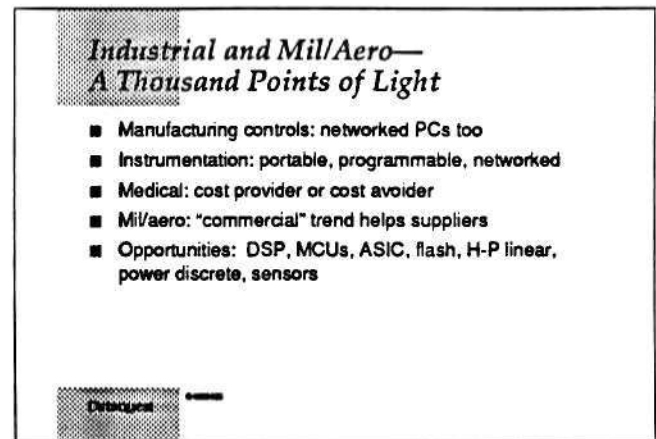 Industrial and Mil/Aero—
A Thousand Points of Light
■ Manufacturing controls: networked PCs too
■ Instrumentation: portable, programmable, networked
■ Medical: cost provider or cost avoider
■ Mil/aero: "commercial" trend helps suppliers
■ Opportunities: DSP, MCUs, ASIC, flash, H-P linear,
power discrete, sensors
Dataquest